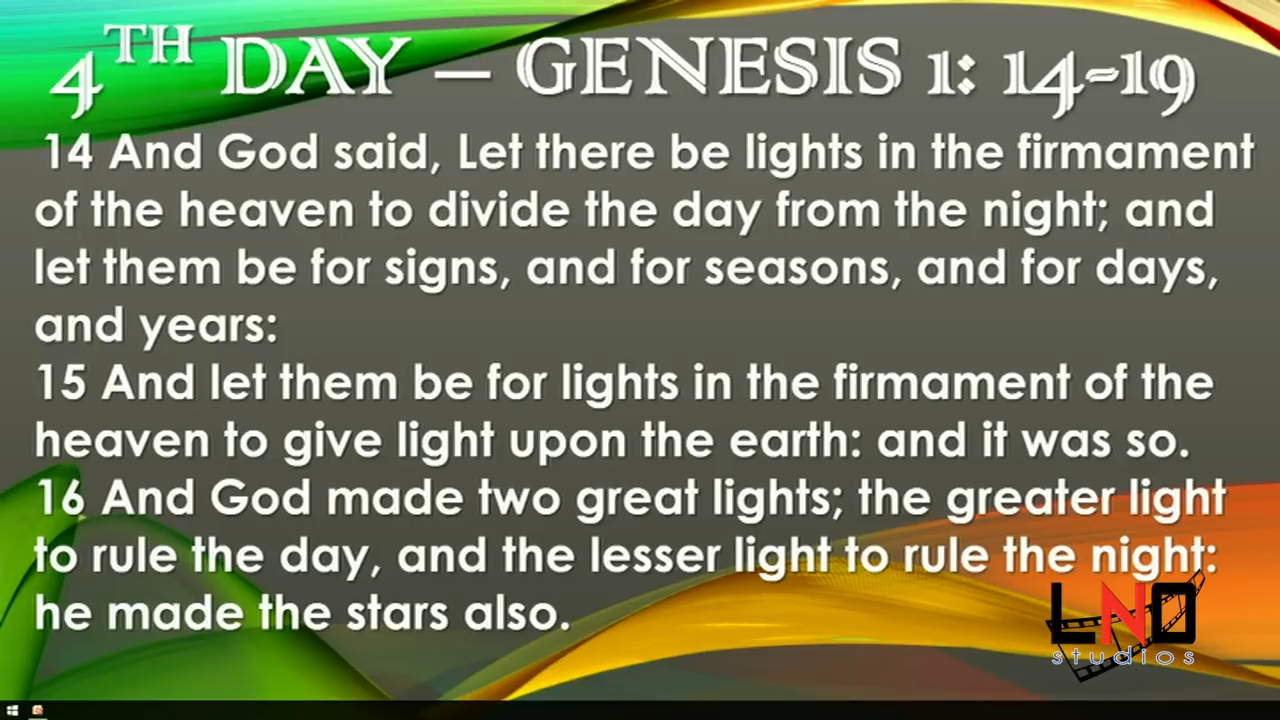 4TH DAY – GENESIS 1: 14-19
14 And God said, Let there be lights in the firmament
of the heaven to divide the day from the night; and
let them be for signs, and for seasons, and for days,
and years:
15 And let them be for lights in the firmament of the
heaven to give light upon the earth: and it was so.
16 And God made two great lights; the greater light
to rule the day, and the lesser light to rule the night:
he made the stars also.
LNO
studios